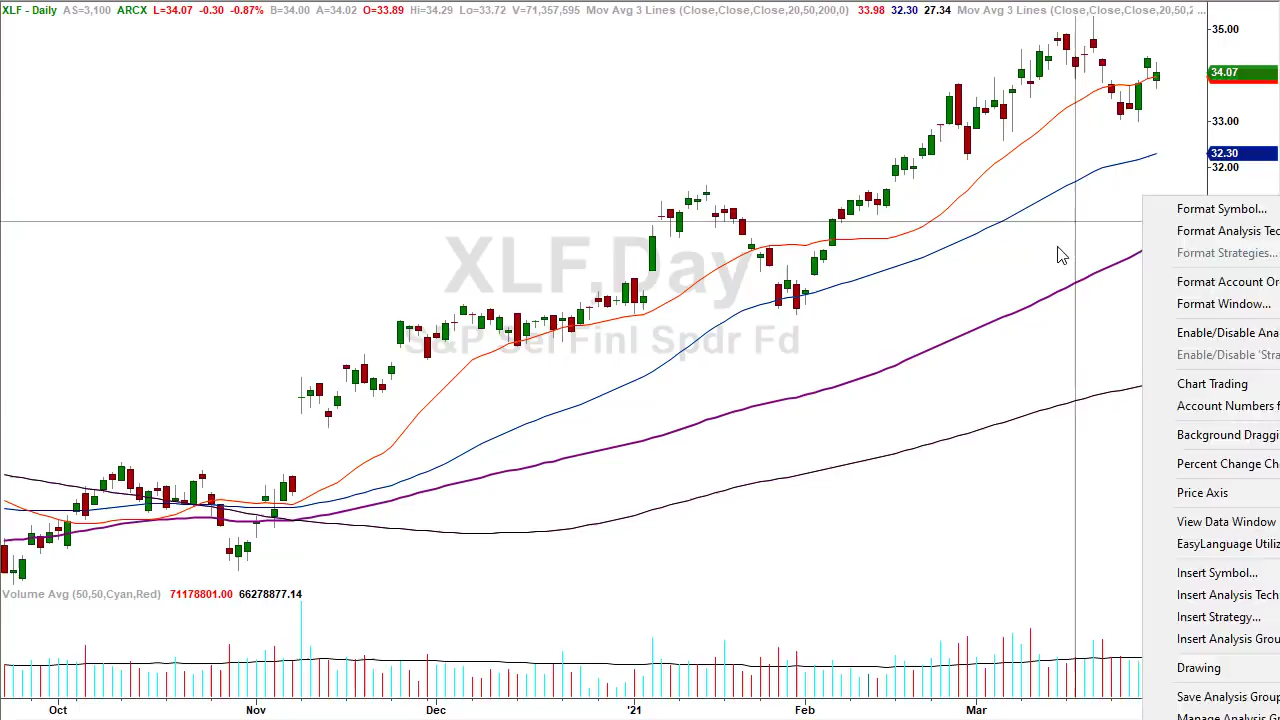 XLF - Daily AS=3,100 ARCX L=34.07 -0.30 -0.87% B=34.00 A=34.02 O=33.89 Hi=34.29 Lo=33.72 V=71,357,595 Mov Avg 3 Lines (Close,Close,Close,20,50,200,0) 33.98 32.30 27.34 Mov Avg 3 Lines (Close,Close,Close,20,50,2 ...
35.00
34.07
33.00
32.30
32.00
XLF.Day
S&P Sel Finl Spdr Fd
Format Symbol...
Format Analysis Tec
Format Strategies...
Format Account Or
Format Window...
Enable/Disable Ana
Enable/Disable 'Stra
Chart Trading
Account Numbers f
Background Draggi
Percent Change Ch
Price Axis
View Data Window
EasyLanguage Utiliz
Insert Symbol...
Insert Analysis Tech
Insert Strategy...
Insert Analysis Grou
Drawing
Save Analysis Group
Manage Analysis G
Volume Avg (50,50,Cyan,Red) 71178801.00 66278877.14
Oct Nov Dec '21 Feb Mar